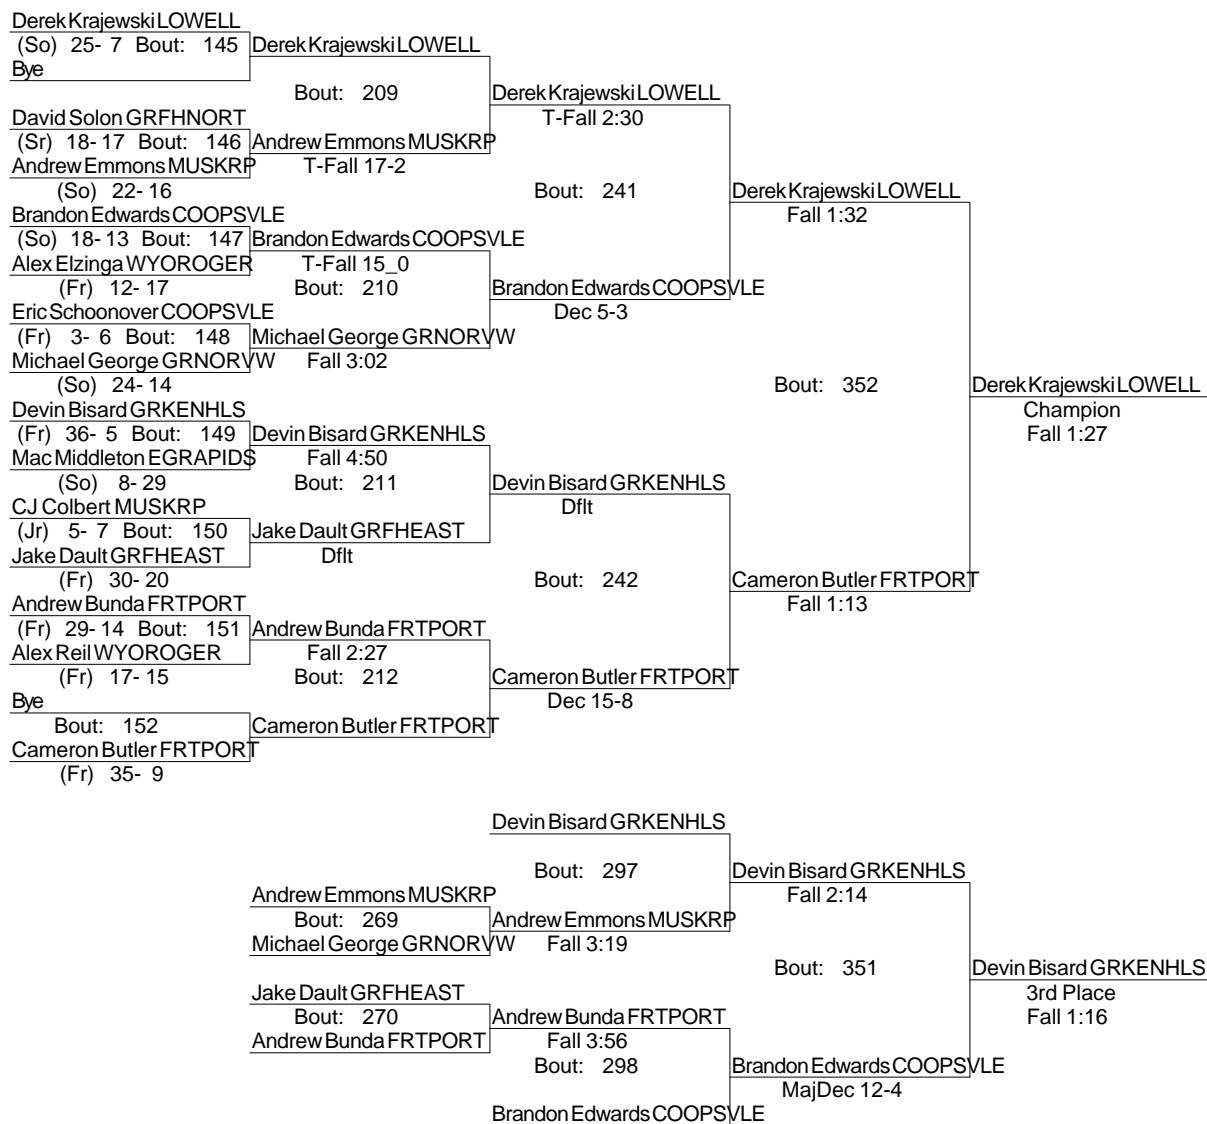 Derek Krajewski LOWELL
(So) 25- 7 Bout: 145 Derek Krajewski LOWELL
Bye
Bout: 209 Derek Krajewski LOWELL
David Solon GRFHNORT T-Fall 2:30
(Sr) 18- 17 Bout: 146 Andrew Emmons MUSKRP
Andrew Emmons MUSKRP T-Fall 17-2
(So) 22- 16 Bout: 241 Derek Krajewski LOWELL
Brandon Edwards COOPSVLE Fall 1:32
(So) 18- 13 Bout: 147 Brandon Edwards COOPSVLE
Alex Elzinga WYOROGER T-Fall 15_0
(Fr) 12- 17 Bout: 210 Brandon Edwards COOPSVLE
Eric Schoonover COOPSVLE Dec 5-3
(Fr) 3- 6 Bout: 148 Michael George GRNORVW
Michael George GRNORVW Fall 3:02
(So) 24- 14 Bout: 352 Derek Krajewski LOWELL
Devin Bisard GRKENHLS Champion
(Fr) 36- 5 Bout: 149 Devin Bisard GRKENHLS Fall 1:27
Mac Middleton EGRAPIDS Fall 4:50
(So) 8- 29 Bout: 211 Devin Bisard GRKENHLS
CJ Colbert MUSKRP Dflt
(Jr) 5- 7 Bout: 150 Jake Dault GRFHEAST
Jake Dault GRFHEAST Dflt
(Fr) 30- 20 Bout: 242 Cameron Butler FRTPORT
Andrew Bunda FRTPORT Fall 1:13
(Fr) 29- 14 Bout: 151 Andrew Bunda FRTPORT
Alex Reil WYOROGER Fall 2:27
(Fr) 17- 15 Bout: 212 Cameron Butler FRTPORT
Bye Dec 15-8
Bout: 152 Cameron Butler FRTPORT
Cameron Butler FRTPORT
(Fr) 35- 9
Devin Bisard GRKENHLS
Bout: 297 Devin Bisard GRKENHLS
Andrew Emmons MUSKRP Fall 2:14
Bout: 269 Andrew Emmons MUSKRP
Michael George GRNORVW Fall 3:19
Bout: 351 Devin Bisard GRKENHLS
Jake Dault GRFHEAST 3rd Place
Bout: 270 Andrew Bunda FRTPORT Fall 1:16
Andrew Bunda FRTPORT Fall 3:56
Bout: 298 Brandon Edwards COOPSVLE
MajDec 12-4
Brandon Edwards COOPSVLE